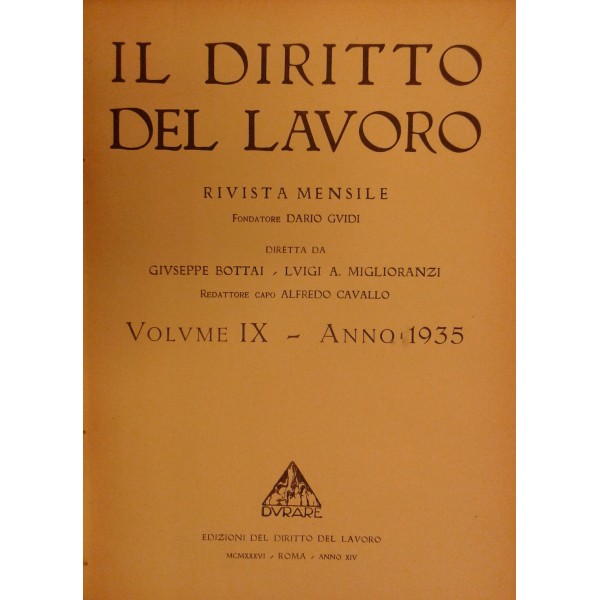 IL DIRITTO
DEL LAVORO
RIVISTA MENSILE
FONDATORE DARIO GVIDI
DIRETTA DA
GIVSEPPE BOTTAI - LVIGI A. MIGLIORANZI
REDATTORE CAPO ALFREDO CAVALLO
VOLVME IX - ANNO 1935
DVRARE
EDIZIONI DEL DIRITTO DEL LAVORO
MCMXXXVI - ROMA - ANNO XIV